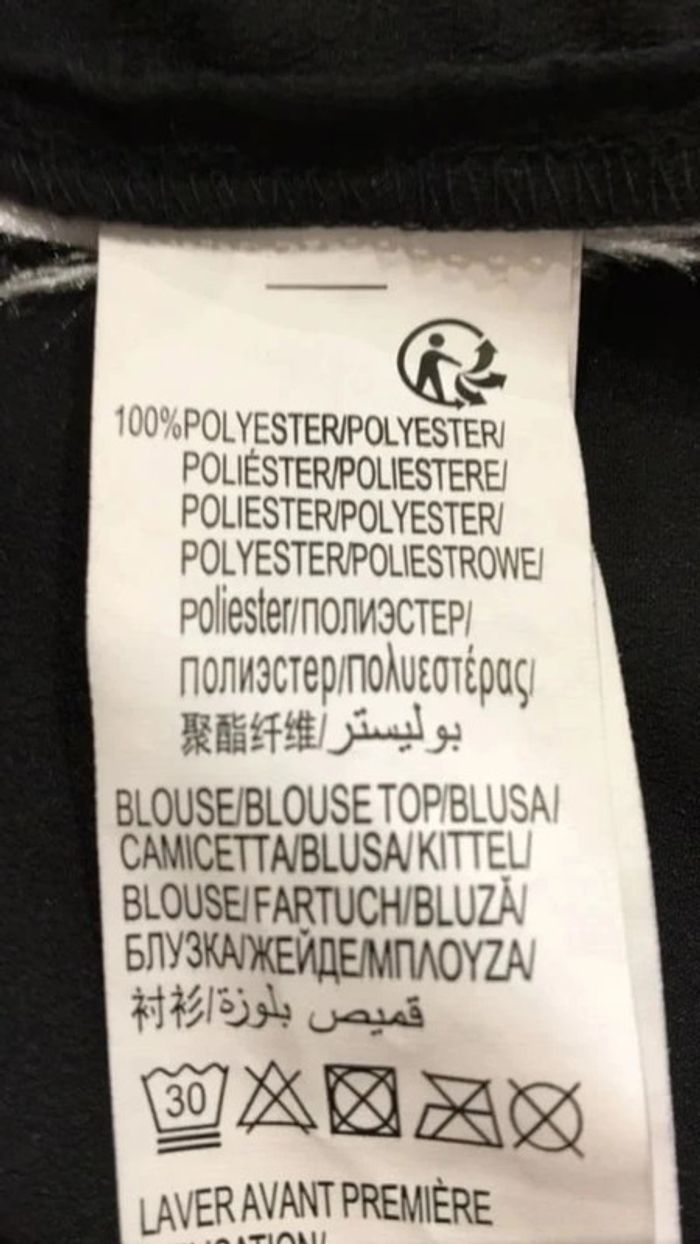 100%POLYESTER/POLYESTER/
POLIÉSTER/POLIESTERE/
POLIESTER/POLYESTER/
POLYESTER/POLIESTROWE/
poliester/ПОЛИЭСТЕР/
полиэстер/πολυεστέρας/
聚酯纤维/بوليستر
BLOUSE/BLOUSE TOP/BLUSA/
CAMICETTA/BLUSA/KITTEL/
BLOUSE/FARTUCH/BLUZĂ/
БЛУЗКА/ЖЕЙДЕ/ΜΠΛΟΥΖΑ/
衬衫/قميص بلوزة
30
LAVER AVANT PREMIÈRE